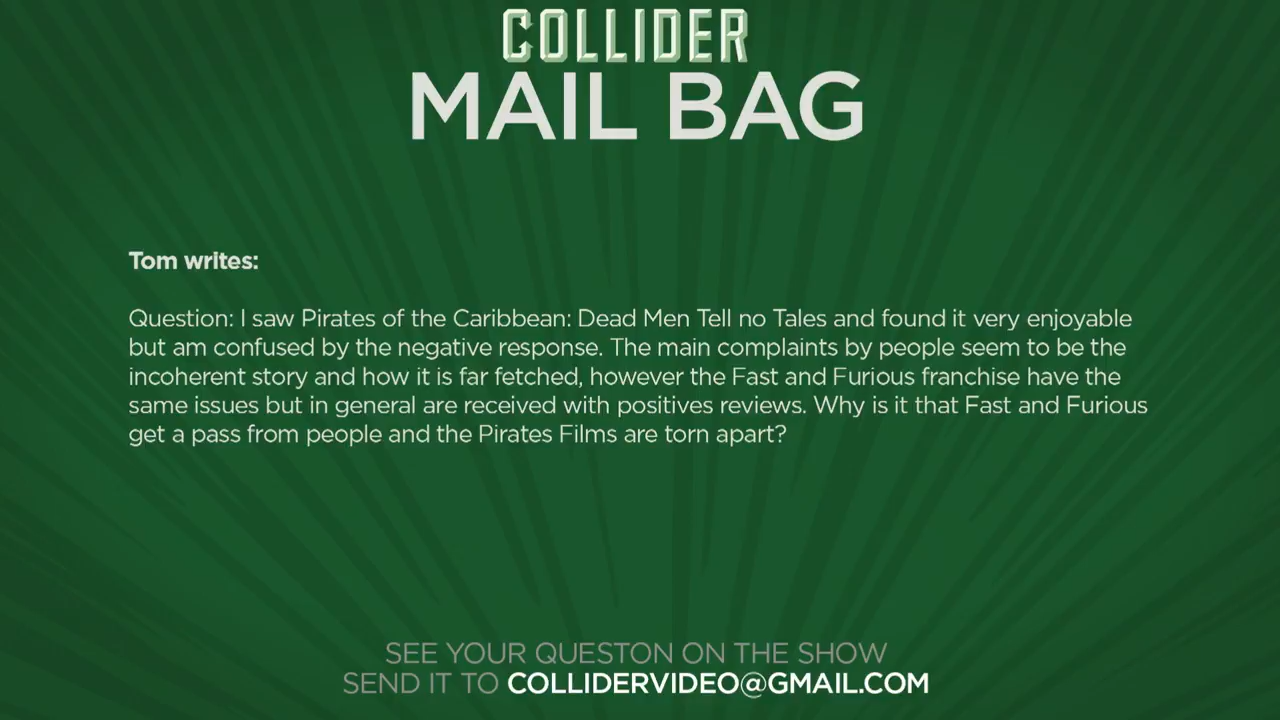 COLLIDER
MAIL BAG
Tom writes:
Question: I saw Pirates of the Caribbean: Dead Men Tell no Tales and found it very enjoyable
but am confused by the negative response. The main complaints by people seem to be the
incoherent story and how it is far fetched, however the Fast and Furious franchise have the
same issues but in general are received with positives reviews. Why is it that Fast and Furious
get a pass from people and the Pirates Films are torn apart?
SEE YOUR QUESTON ON THE SHOW
SEND IT TO COLLIDERVIDEO@GMAIL.COM